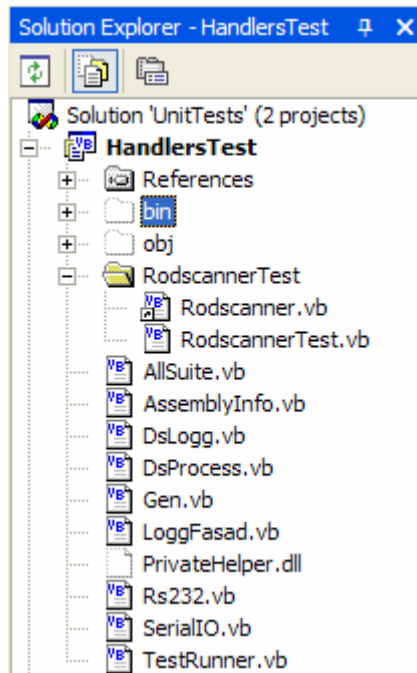 Solution Explorer - HandlersTest
Solution 'UnitTests' (2 projects)
HandlersTest
References
bin
obj
RodscannerTest
Rodscanner.vb
RodscannerTest.vb
AllSuite.vb
AssemblyInfo.vb
DsLogg.vb
DsProcess.vb
Gen.vb
LoggFasad.vb
PrivateHelper.dll
Rs232.vb
SerialIO.vb
TestRunner.vb